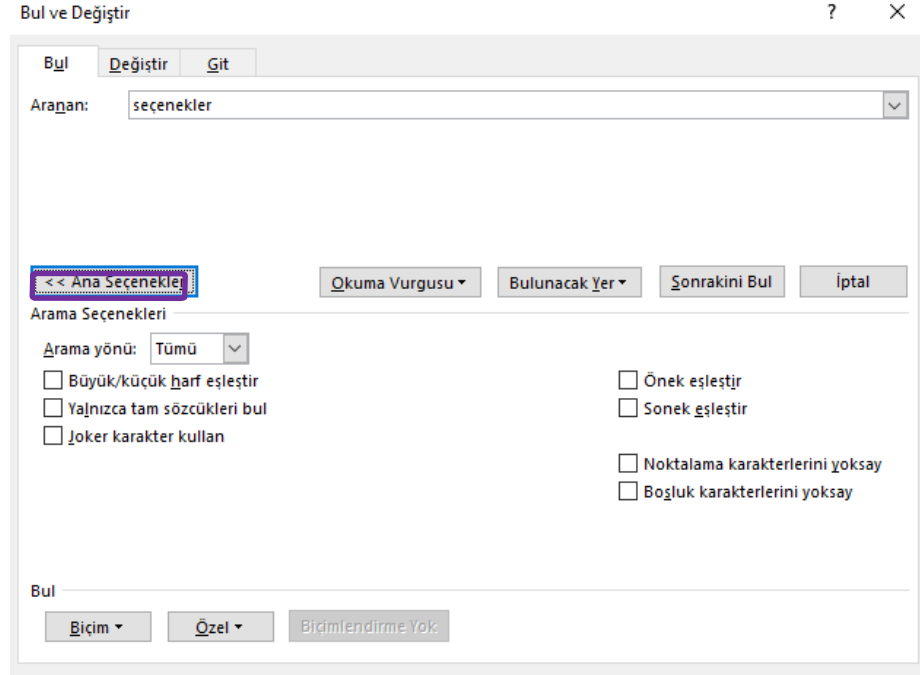 Bul ve Değiştir ? ×
Bul Değiştir Git
Aranan: seçenekler
<< Ana Seçenekler Okuma Vurgusu Bulunacak Yer Sonrakini Bul İptal
Arama Seçenekleri
Arama yönü: Tümü
Büyük/küçük harf eşleştir Önek eşleştir
Yalnızca tam sözcükleri bul Sonek eşleştir
Joker karakter kullan
Noktalama karakterlerini yoksay
Boşluk karakterlerini yoksay
Bul
Biçim Özel Biçimlendirme Yok